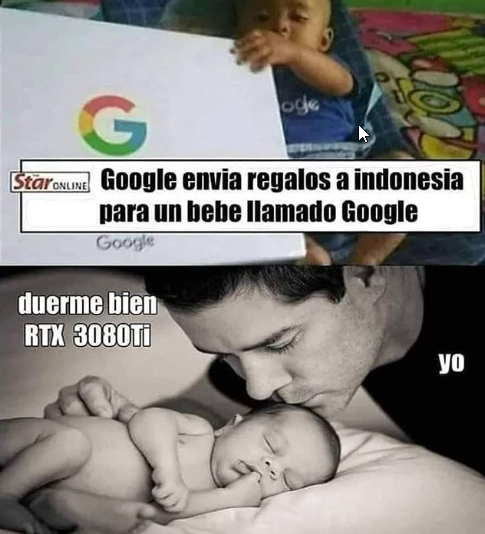 G
ogle
Star ONLINE
Google envia regalos a indonesia
para un bebe llamado Google
Google
duerme bien
RTX 3080Ti
yo